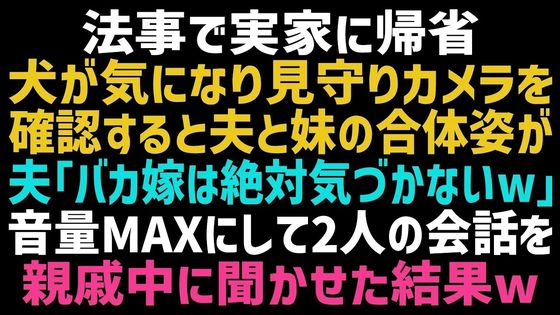 法事で実家に帰省
犬が気になり見守りカメラを
確認すると夫と妹の合体姿が
夫「バカ嫁は絶対気づかないw」
音量MAXにして2人の会話を
親戚中に聞かせた結果w